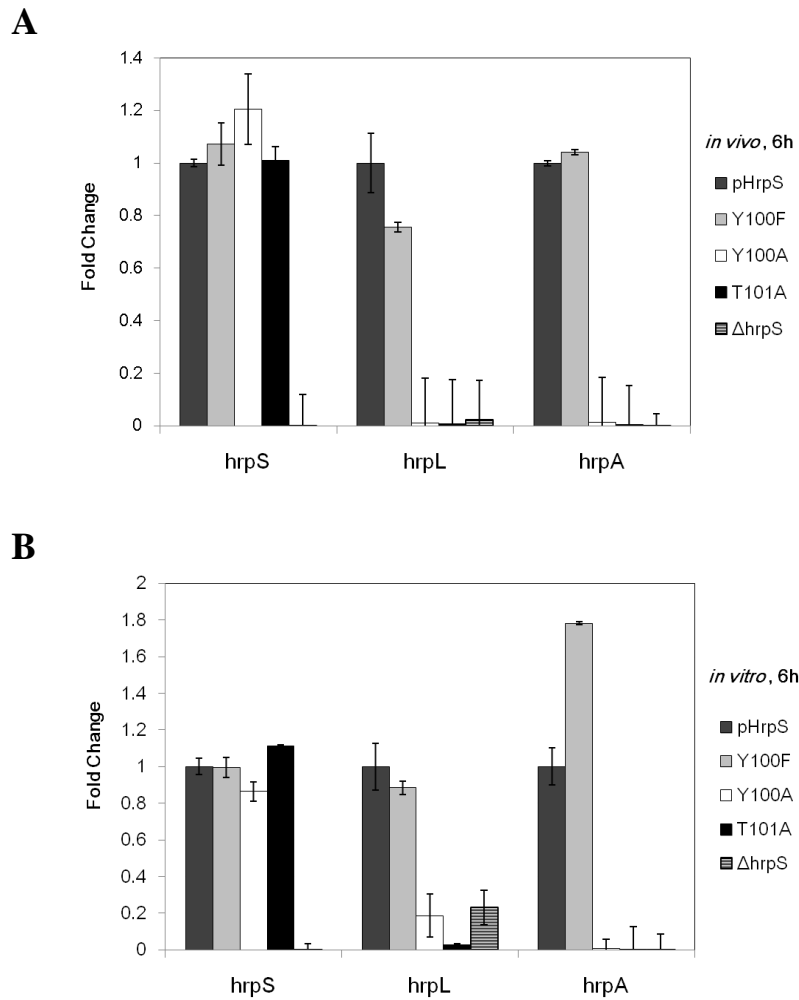 A
Fold Change
1.4
1.2
1
0.8
0.6
0.4
0.2
0
hrpS
hrpL
hrpA
in vivo, 6h
pHrpS
Y100F
Y100A
T101A
ΔhrpS
B
Fold Change
2
1.8
1.6
1.4
1.2
1
0.8
0.6
0.4
0.2
0
hrpS
hrpL
hrpA
in vitro, 6h
pHrpS
Y100F
Y100A
T101A
ΔhrpS